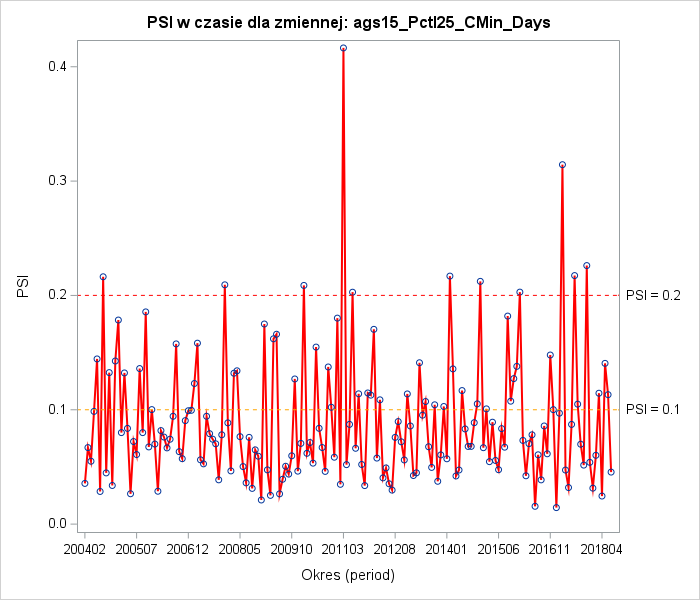 PSI w czasie dla zmiennej: ags15_Pctl25_CMin_Days
0.4
0.3
0.2
0.1
0.0
PSI
PSI = 0.2
PSI = 0.1
200402 200507 200612 200805 200910 201103 201208 201401 201506 201611 201804
Okres (period)